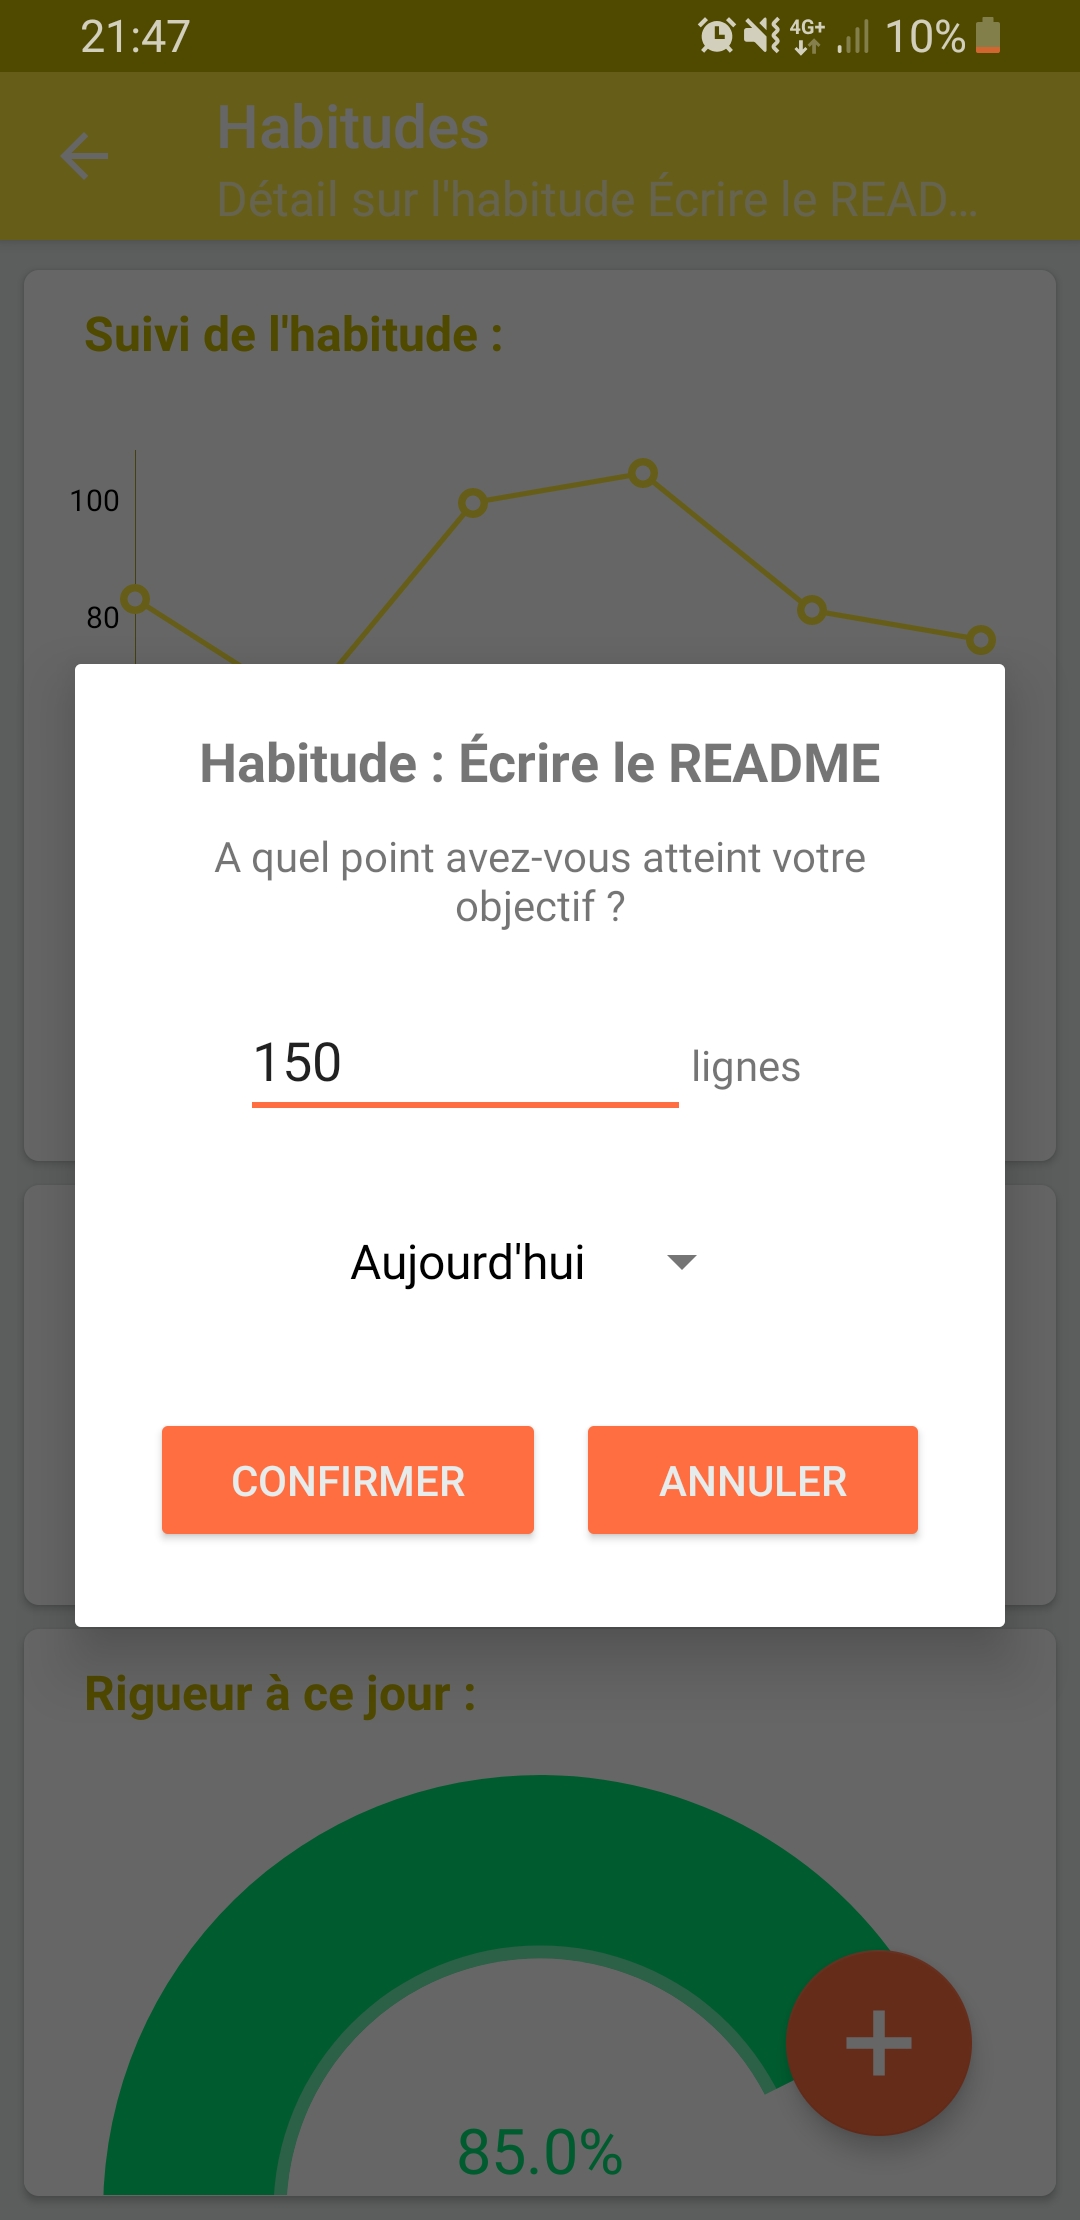 21:47
4G+
10%
Habitudes
Détail sur l'habitude Écrire le READ...
Suivi de l'habitude :
100
80
Habitude : Écrire le README
A quel point avez-vous atteint votre
objectif ?
150 lignes
Aujourd'hui
CONFIRMER ANNULER
Rigueur à ce jour :
85.0%